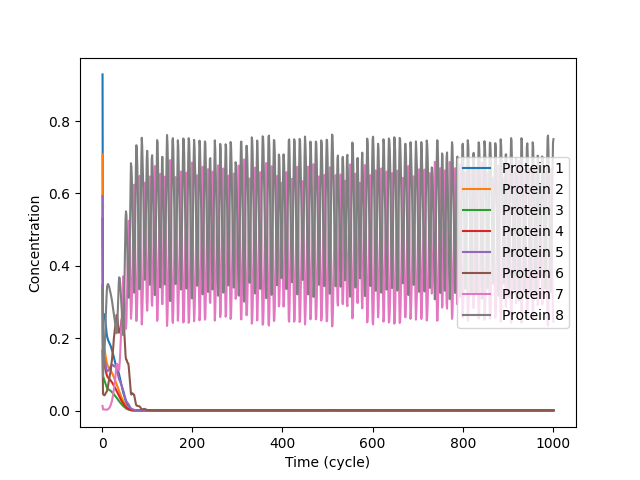 Concentration
0.8
0.6
0.4
0.2
0.0
0
200
400
600
800
1000
Time (cycle)
Protein 1
Protein 2
Protein 3
Protein 4
Protein 5
Protein 6
Protein 7
Protein 8